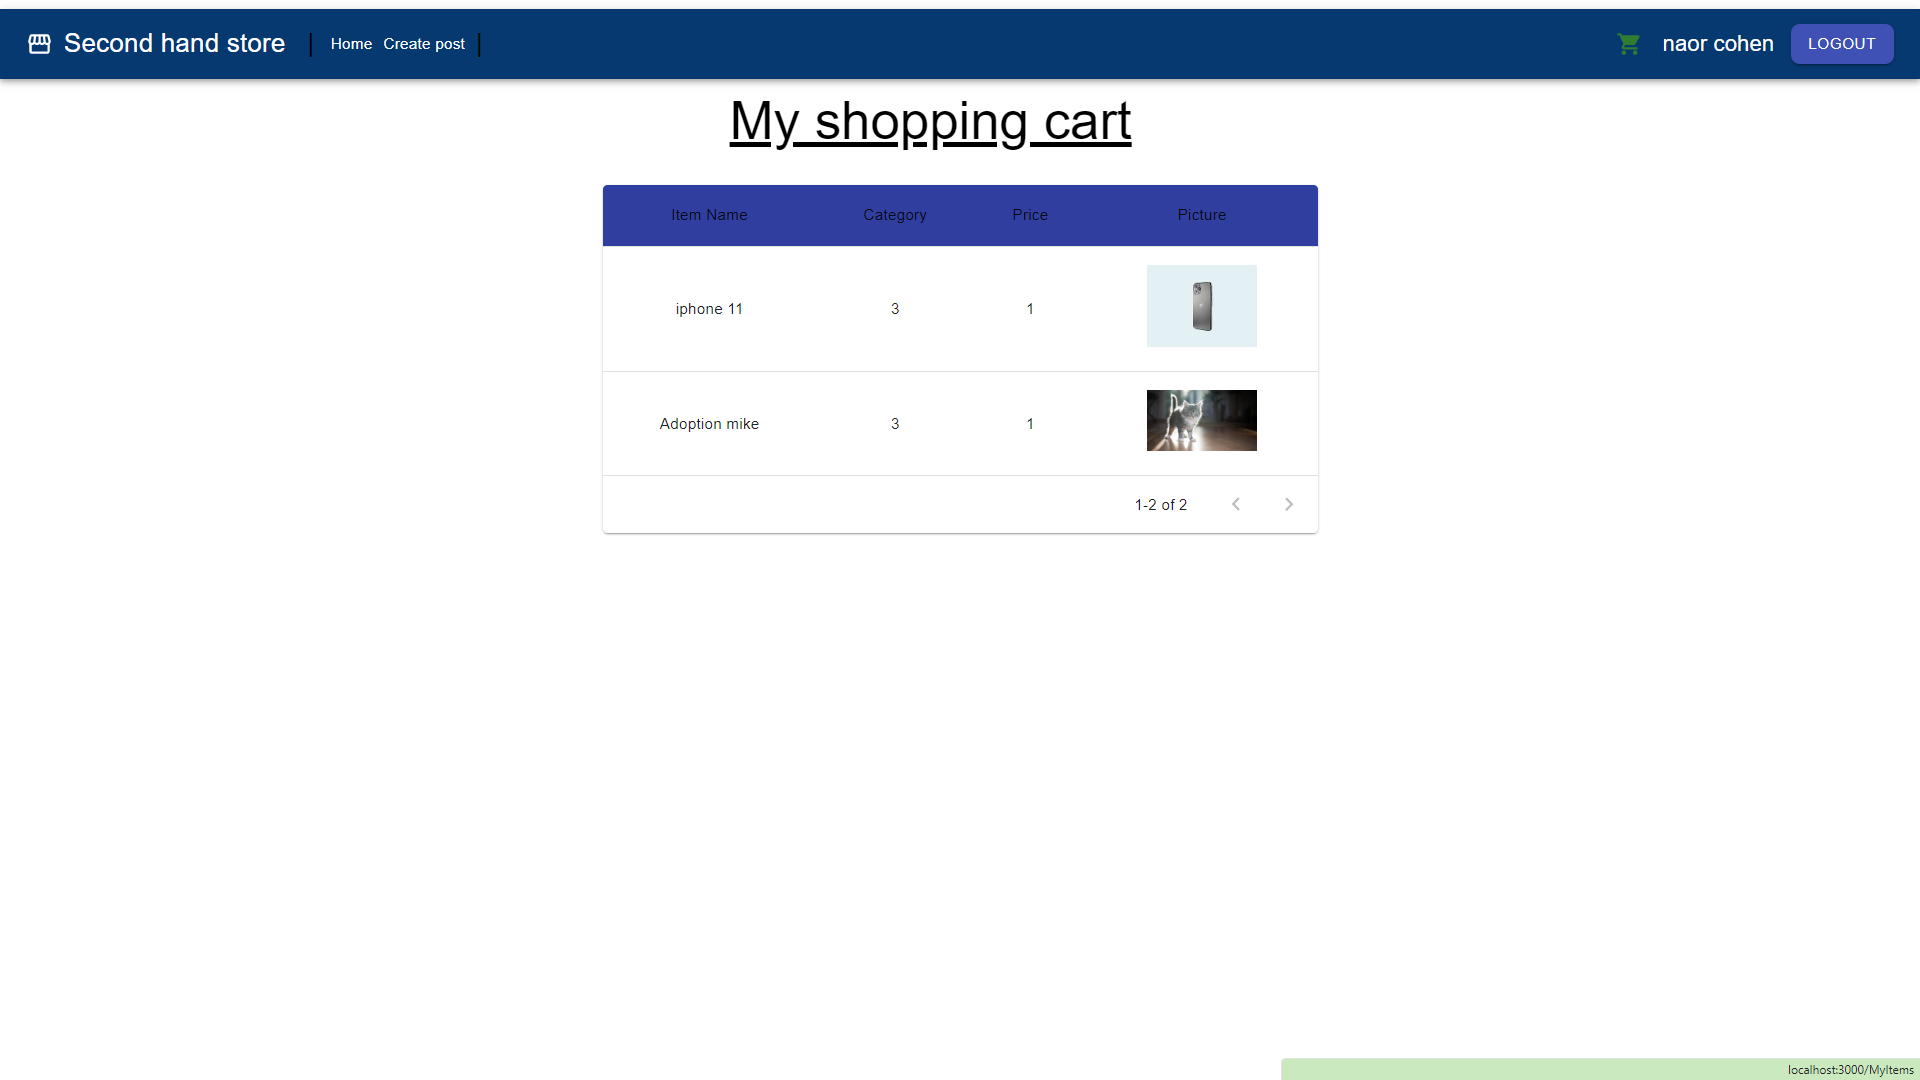 Second hand store | Home Create post | naor cohen LOGOUT
My shopping cart
Item Name Category Price Picture
iphone 11 3 1
Adoption mike 3 1
1-2 of 2
localhost:3000/MyItems